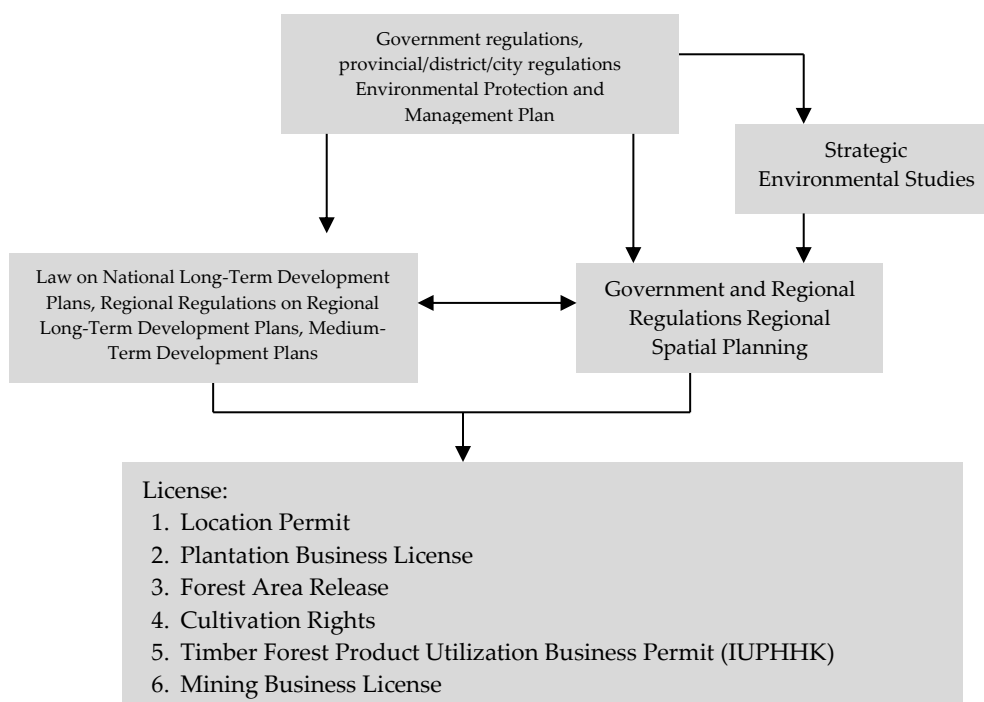 Government regulations,
provincial/district/city regulations
Environmental Protection and
Management Plan
Strategic
Environmental Studies
Law on National Long-Term Development
Plans, Regional Regulations on Regional
Long-Term Development Plans, Medium-
Term Development Plans
Government and Regional
Regulations Regional
Spatial Planning
License:
1. Location Permit
2. Plantation Business License
3. Forest Area Release
4. Cultivation Rights
5. Timber Forest Product Utilization Business Permit (IUPHHK)
6. Mining Business License